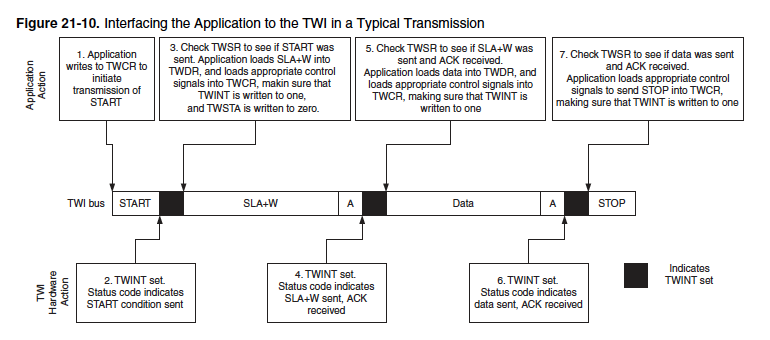 Figure 21-10. Interfacing the Application to the TWI in a Typical Transmission
Application
Action
1. Application
writes to TWCR to
initiate
transmission of
START
3. Check TWSR to see if START was
sent. Application loads SLA+W into
TWDR, and loads appropriate control
signals into TWCR, makin sure that
TWINT is written to one,
and TWSTA is written to zero.
5. Check TWSR to see if SLA+W was
sent and ACK received.
Application loads data into TWDR, and
loads appropriate control signals into
TWCR, making sure that TWINT is
written to one
7. Check TWSR to see if data was sent
and ACK received.
Application loads appropriate control
signals to send STOP into TWCR,
making sure that TWINT is written to one
TWI bus
START
SLA+W
A
Data
A
STOP
TWI
Hardware
Action
2. TWINT set.
Status code indicates
START condition sent
4. TWINT set.
Status code indicates
SLA+W sent, ACK
received
6. TWINT set.
Status code indicates
data sent, ACK received
Indicates
TWINT set